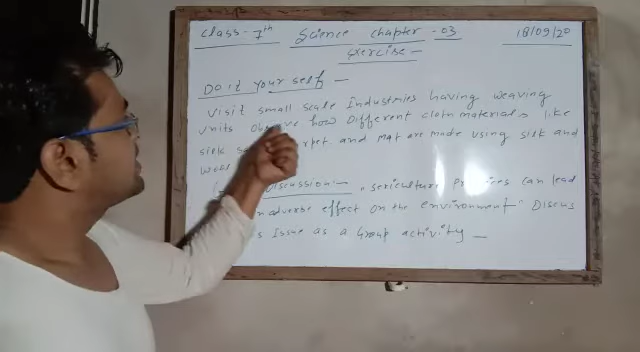 Class-7th Science chapter-03 18/09/20
Exercise-
Do it your self -
Visit small scale Industries having weaving
units observe how Different cloth materials like
silk and mat are made using silk and
Discussion:- "sericulture can lead
adverse effect on the environment" Discuss
Issue as a Group activity -